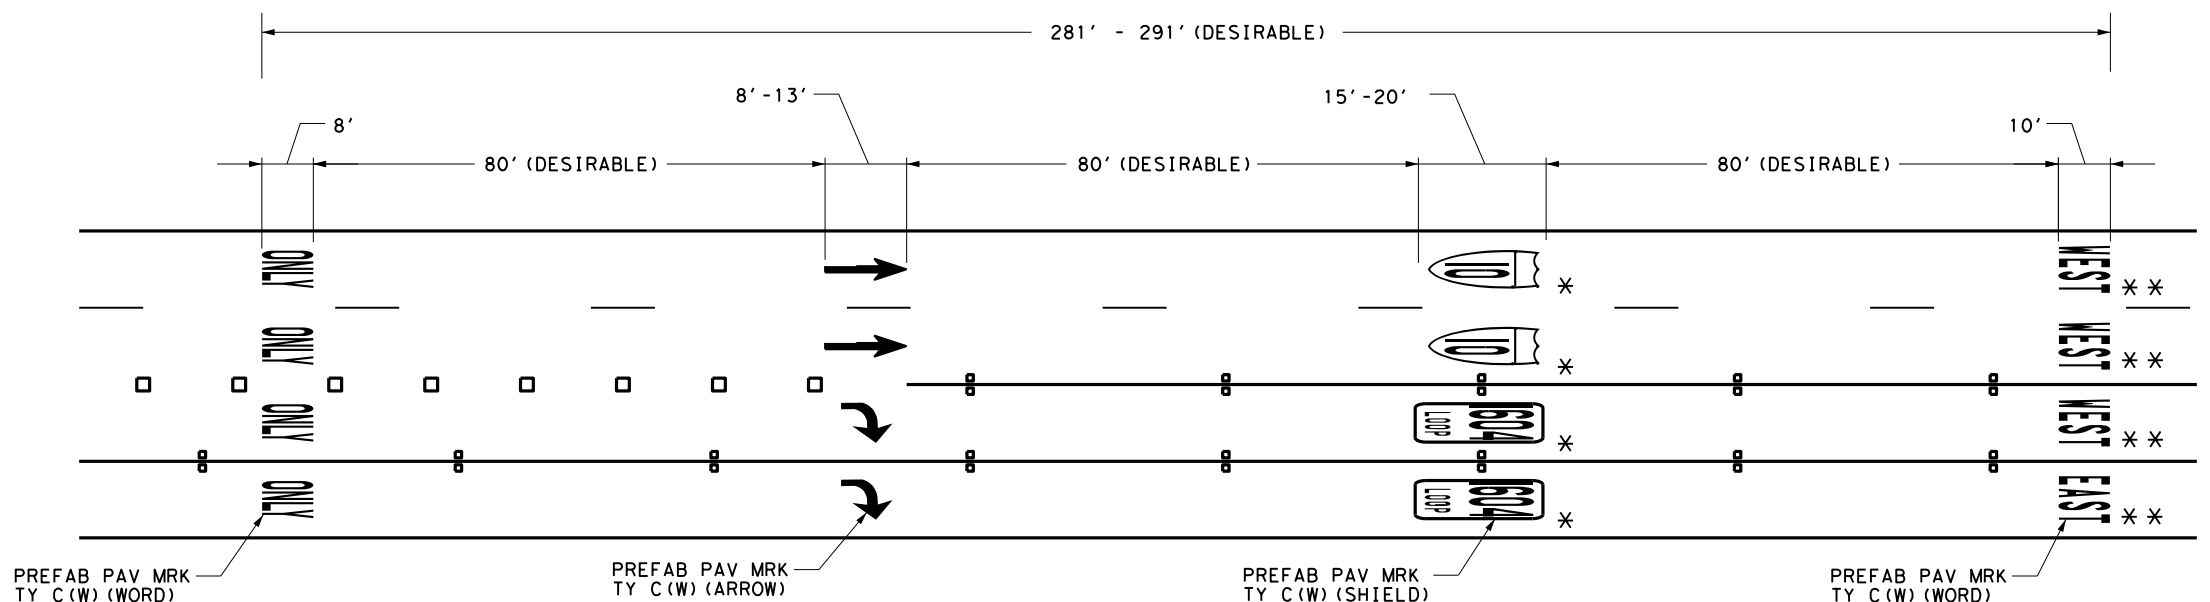 281' - 291' (DESIRABLE)
8'-13'
15'-20'
8'
10'
80' (DESIRABLE)
80' (DESIRABLE)
80' (DESIRABLE)
ONLY
10
*
WEST
**
ONLY
10
*
WEST
**
ONLY
LOOP
1604
*
WEST
**
ONLY
LOOP
1604
*
EAST
**
PREFAB PAV MRK
TY C(W) (WORD)
PREFAB PAV MRK
TY C(W) (ARROW)
PREFAB PAV MRK
TY C(W) (SHIELD)
PREFAB PAV MRK
TY C(W) (WORD)